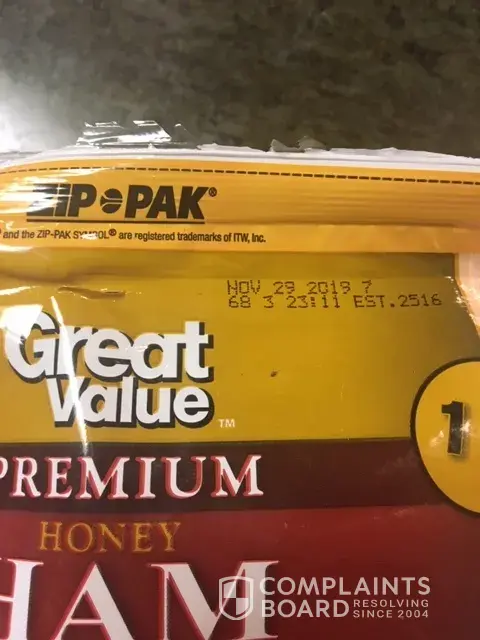 ZIP PAK®
and the ZIP-PAK SYMBOL® are registered trademarks of ITW, Inc.
NOV 29 2019 7
68 3 23:11 EST.2516
Great
Value
TM
1
PREMIUM
HONEY
HAM
COMPLAINTS
BOARD RESOLVING
SINCE 2004